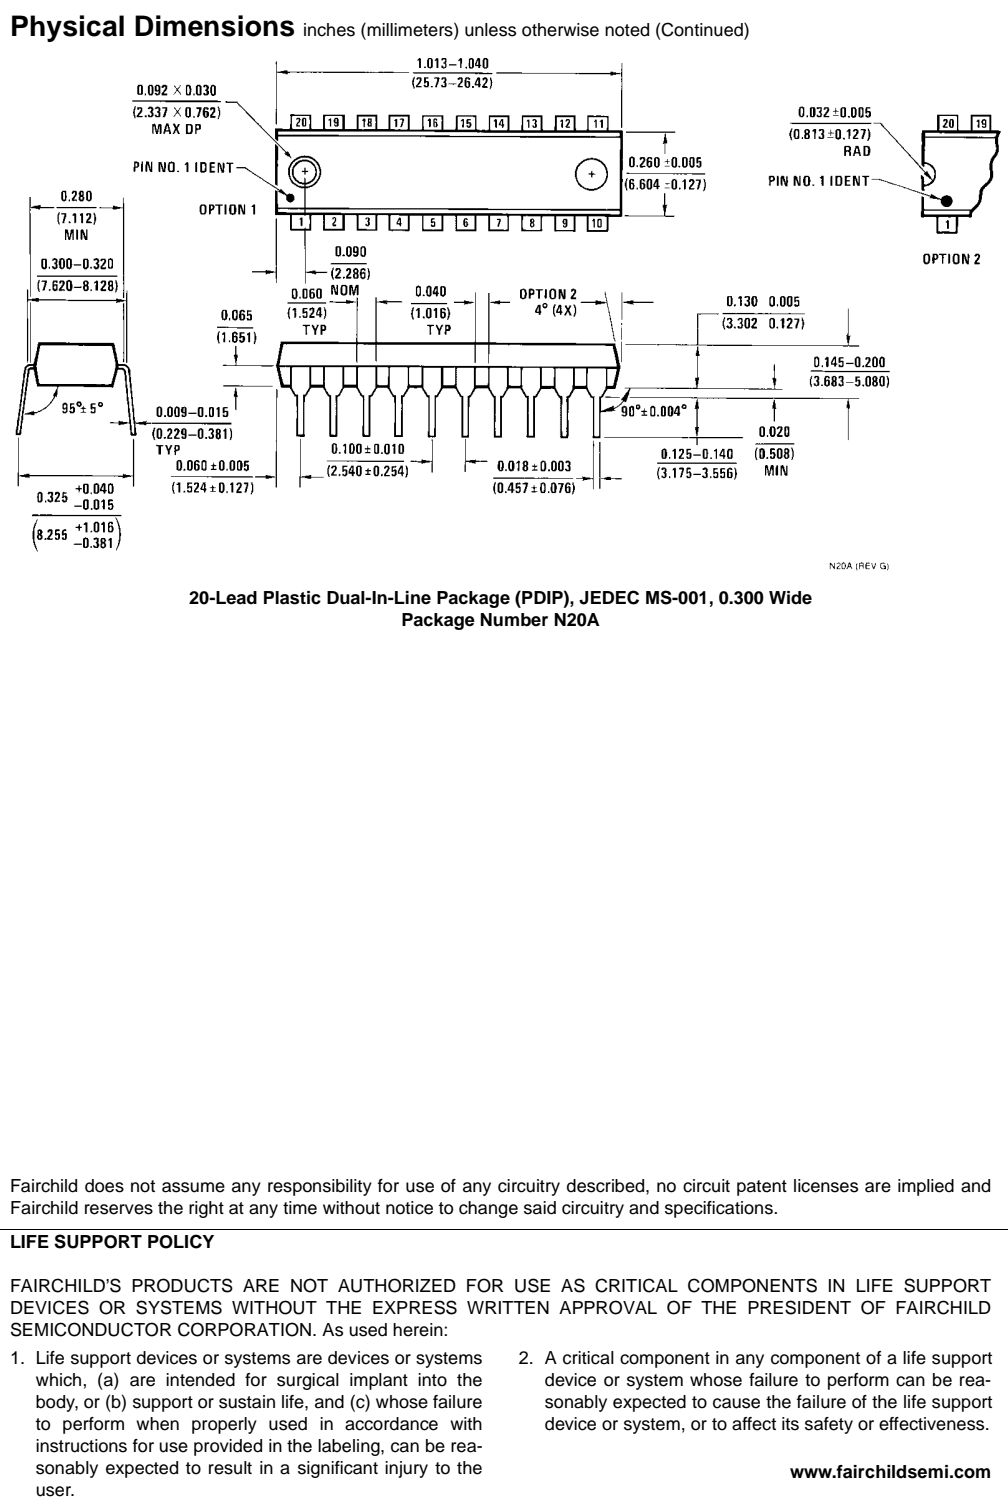 Physical Dimensions inches (millimeters) unless otherwise noted (Continued)
1.013–1.040
(25.73–26.42)
0.092 × 0.030
(2.337 × 0.762)
MAX DP
20 19 18 17 16 15 14 13 12 11
PIN NO. 1 IDENT
OPTION 1
1 2 3 4 5 6 7 8 9 10
0.260 ±0.005
(6.604 ±0.127)
0.032 ±0.005
(0.813 ±0.127)
RAD
20 19
PIN NO. 1 IDENT
1
OPTION 2
0.280
(7.112)
MIN
0.300–0.320
(7.620–8.128)
0.090
(2.286)
NOM
0.060
(1.524)
TYP
0.040
(1.016)
TYP
OPTION 2
4° (4X)
0.065
(1.651)
0.130 0.005
(3.302 0.127)
0.145–0.200
(3.683–5.080)
95°± 5°
0.009–0.015
(0.229–0.381)
TYP
90°±0.004°
0.020
(0.508)
MIN
0.125–0.140
(3.175–3.556)
0.100±0.010
(2.540±0.254)
0.018±0.003
(0.457±0.076)
0.060 ±0.005
(1.524±0.127)
0.325 +0.040
–0.015
(8.255 +1.016
–0.381)
N20A (REV G)
20-Lead Plastic Dual-In-Line Package (PDIP), JEDEC MS-001, 0.300 Wide
Package Number N20A
Fairchild does not assume any responsibility for use of any circuitry described, no circuit patent licenses are implied and
Fairchild reserves the right at any time without notice to change said circuitry and specifications.
LIFE SUPPORT POLICY
FAIRCHILD'S PRODUCTS ARE NOT AUTHORIZED FOR USE AS CRITICAL COMPONENTS IN LIFE SUPPORT
DEVICES OR SYSTEMS WITHOUT THE EXPRESS WRITTEN APPROVAL OF THE PRESIDENT OF FAIRCHILD
SEMICONDUCTOR CORPORATION. As used herein:
1. Life support devices or systems are devices or systems
which, (a) are intended for surgical implant into the
body, or (b) support or sustain life, and (c) whose failure
to perform when properly used in accordance with
instructions for use provided in the labeling, can be rea-
sonably expected to result in a significant injury to the
user.
2. A critical component in any component of a life support
device or system whose failure to perform can be rea-
sonably expected to cause the failure of the life support
device or system, or to affect its safety or effectiveness.
www.fairchildsemi.com